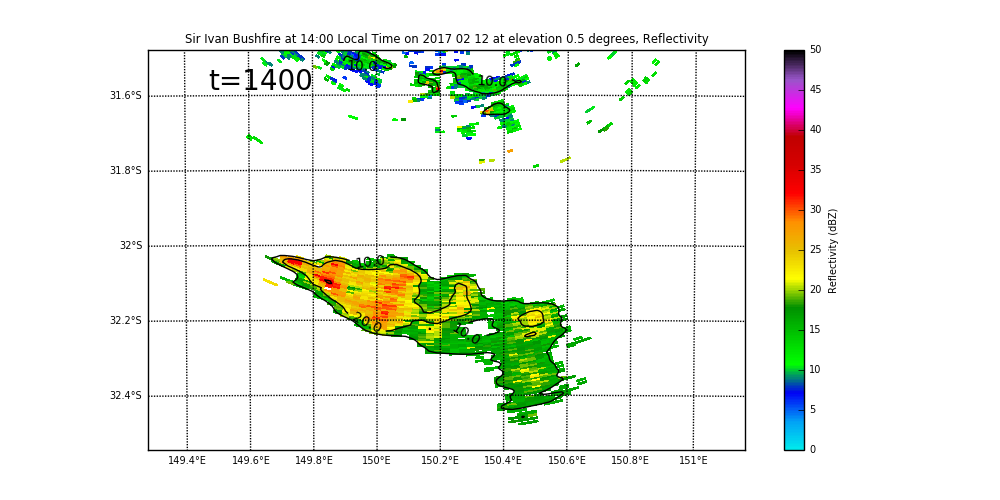 Sir Ivan Bushfire at 14:00 Local Time on 2017 02 12 at elevation 0.5 degrees, Reflectivity
t=1400
10.0
10.0
31.6°S
31.8°S
32°S
32.2°S
32.4°S
10.0
20.0
149.4°E 149.6°E 149.8°E 150°E 150.2°E 150.4°E 150.6°E 150.8°E 151°E
50
45
40
35
30
25
20
15
10
5
0
Reflectivity (dBZ)